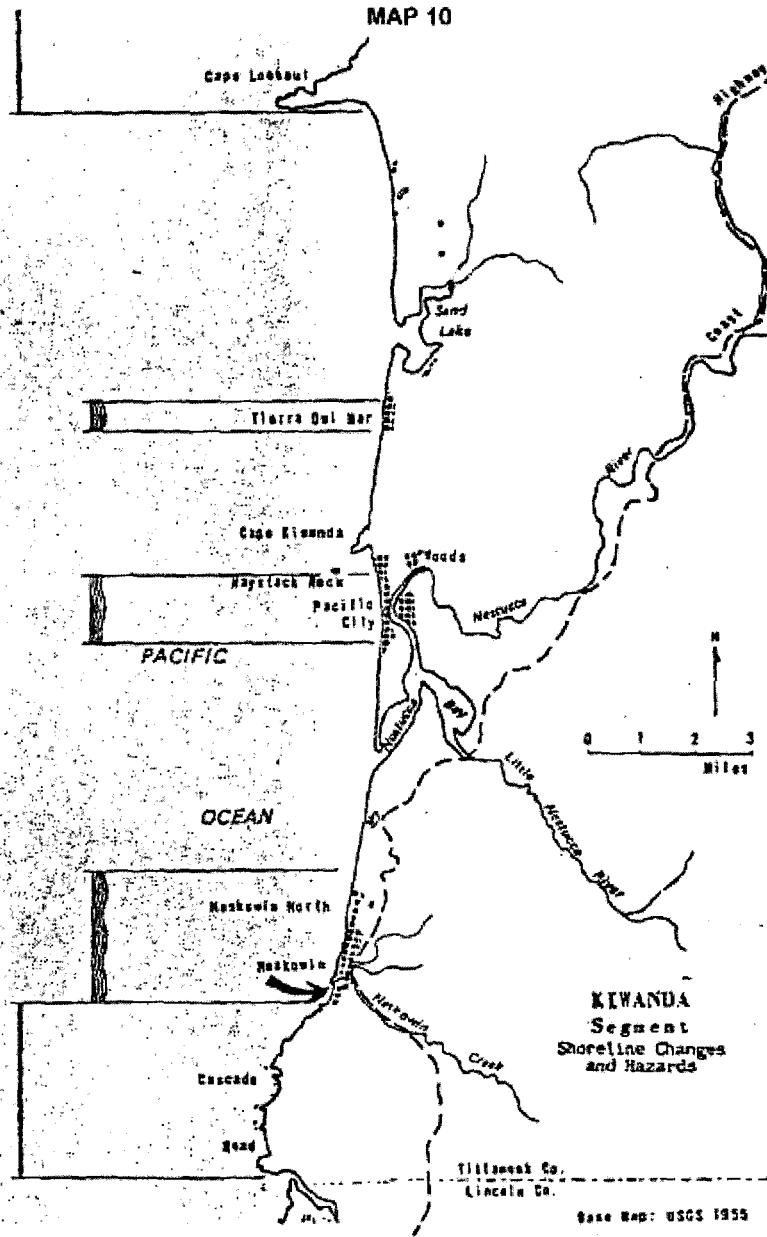 MAP 10
Cape Lookout
Highway
Sand
Lake
Coast
Tierra Del Mar
River
Cape Kiwanda
Woods
Haystack Rock
Pacific
City
Nestucca
PACIFIC
N
Bay
Nestucca
0 1 2 3
Miles
Little
Nestucca
River
OCEAN
Neskowin North
Neskowin
KIWANDA
Segment
Shoreline Changes
and Hazards
Neskowin
Creek
Cascade
Head
Tillamook Co.
Lincoln Co.
Base Map: USGS 1955